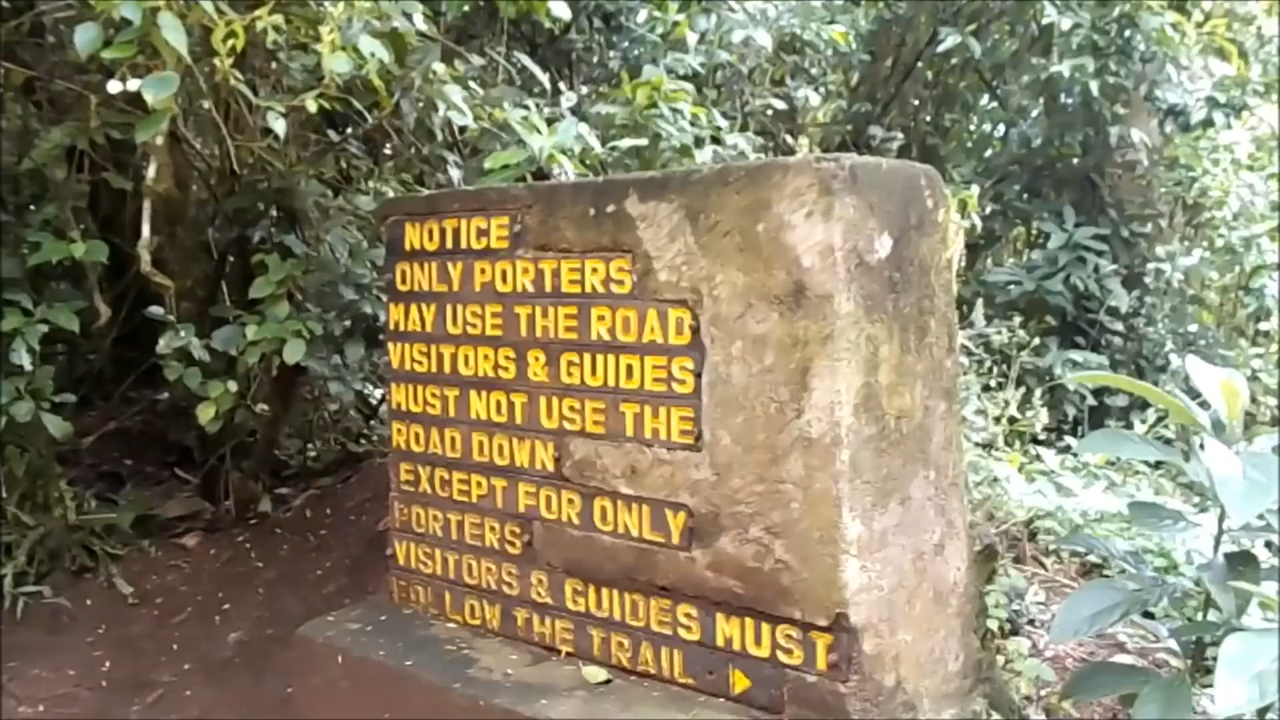 NOTICE
ONLY PORTERS
MAY USE THE ROAD
VISITORS & GUIDES
MUST NOT USE THE
ROAD DOWN
EXCEPT FOR ONLY
PORTERS
VISITORS & GUIDES MUST
FOLLOW THE TRAIL